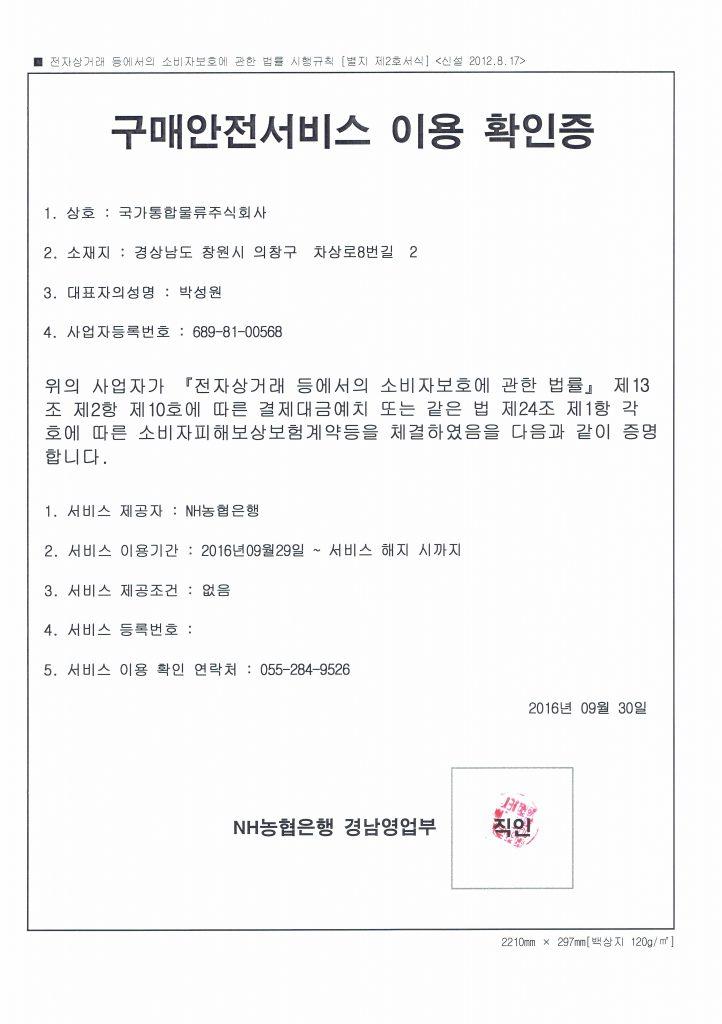 ■ 전자상거래 등에서의 소비자보호에 관한 법률 시행규칙 [별지 제2호서식] <신설 2012.8.17>
구매안전서비스 이용 확인증
1. 상호 : 국가통합물류주식회사
2. 소재지 : 경상남도 창원시 의창구 차상로8번길 2
3. 대표자의성명 : 박성원
4. 사업자등록번호 : 689-81-00568
위의 사업자가 『전자상거래 등에서의 소비자보호에 관한 법률』 제13
조 제2항 제10호에 따른 결제대금예치 또는 같은 법 제24조 제1항 각
호에 따른 소비자피해보상보험계약등을 체결하였음을 다음과 같이 증명
합니다.
1. 서비스 제공자 : NH농협은행
2. 서비스 이용기간 : 2016년09월29일 ~ 서비스 해지 시까지
3. 서비스 제공조건 : 없음
4. 서비스 등록번호 :
5. 서비스 이용 확인 연락처 : 055-284-9526
2016년 09월 30일
NH농협은행 경남영업부
직인
2210mm × 297mm[백상지 120g/㎡]